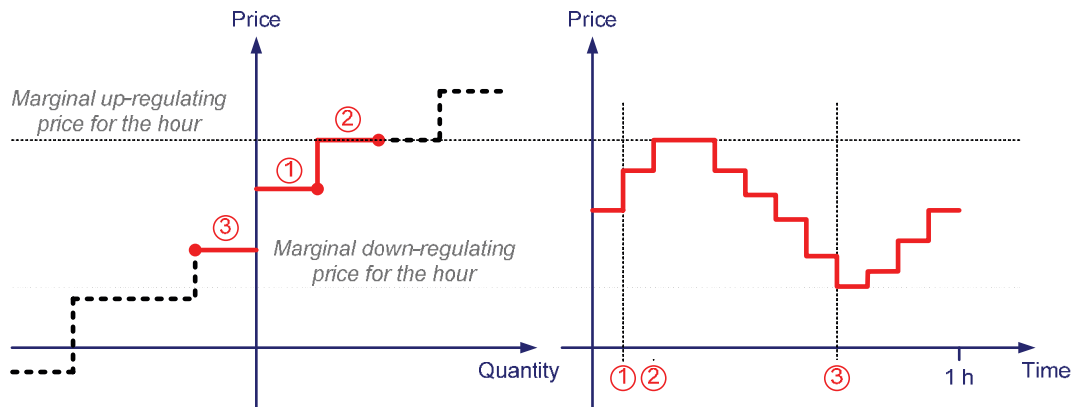 Price
Marginal up-regulating
price for the hour
②
①
③
Marginal down-regulating
price for the hour
Quantity
Price
① ② ③
1 h
Time